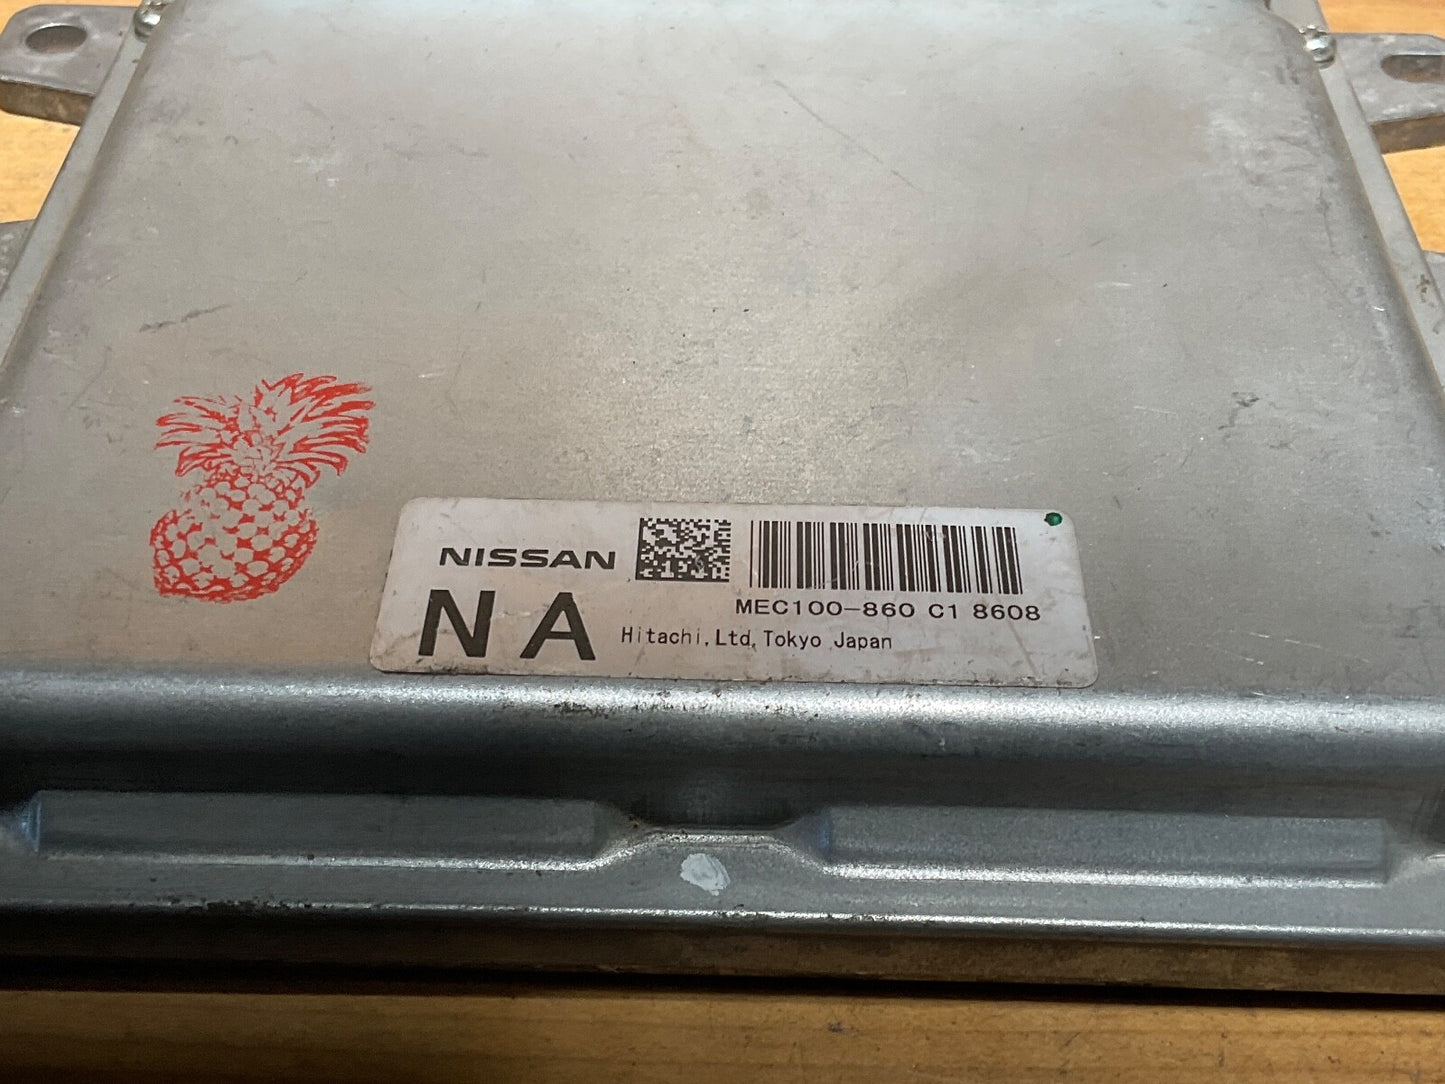 NISSAN
MEC100-860 C1 8608
NA Hitachi,Ltd,Tokyo Japan